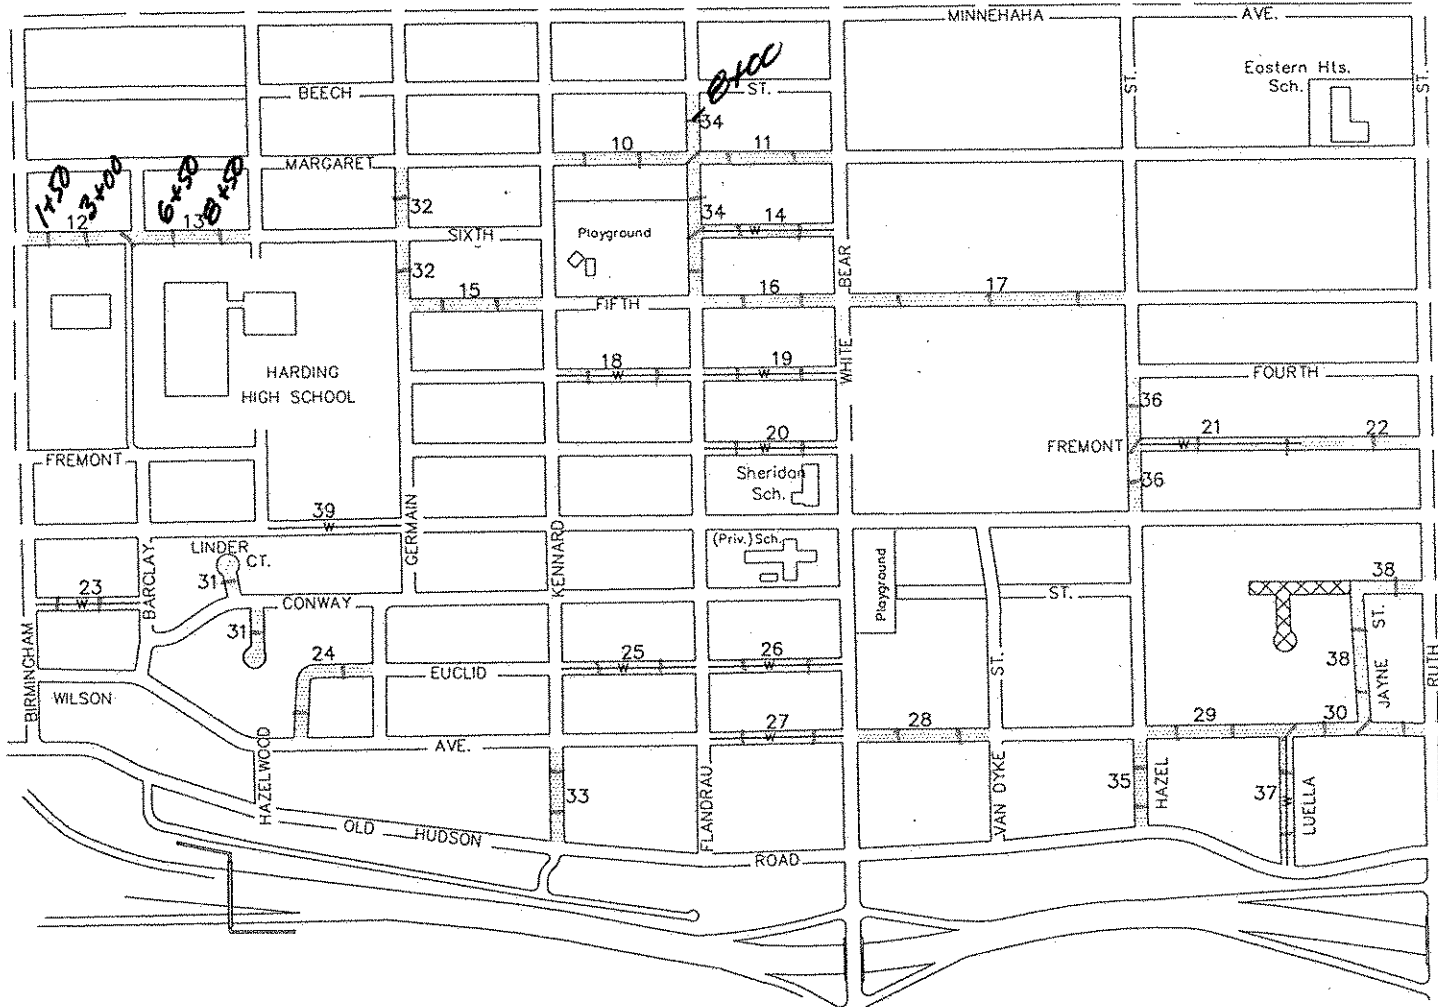 MINNEHAHA AVE.
Eostern Hts.
Sch.
ST.
ST.
BEECH ST.
8+00
34
10
11
MARGARET
1+50
3+00
6+50
8+50
12
13
32
34
14
W
SIXTH
Playground
BEAR
32
15
FIFTH
16
17
HARDING
HIGH SCHOOL
18
W
19
W
WHITE
FOURTH
36
20
W
FREMONT
21
W
22
FREMONT
Sheridan
Sch.
36
39
W
GERMAIN
KENNARD
(Priv.) Sch.
Playground
LINDER
CT.
31
BARCLAY
23
W
CONWAY
ST.
38
ST.
31
24
EUCLID
25
W
26
W
ST.
38
JAYNE
RUTH
BIRMINGHAM
WILSON
AVE.
27
W
28
29
30
HAZELWOOD
33
FLANDRAU
VAN DYKE
35
HAZEL
37
W
LUELLA
OLD HUDSON ROAD